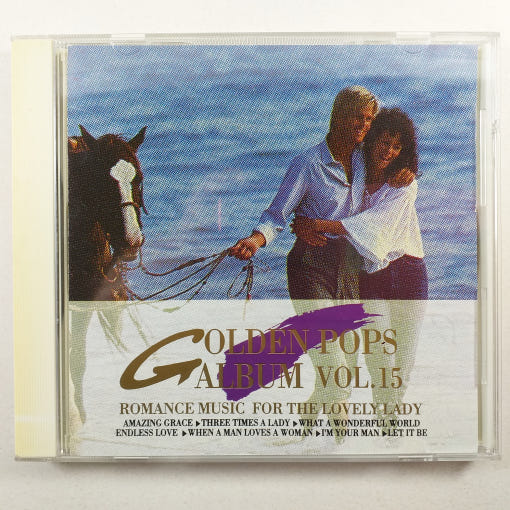 GOLDEN POPS
ALBUM VOL.15
ROMANCE MUSIC FOR THE LOVELY LADY
AMAZING GRACE ▶ THREE TIMES A LADY ▶ WHAT A WONDERFUL WORLD
ENDLESS LOVE ▶ WHEN A MAN LOVES A WOMAN ▶ I'M YOUR MAN ▶ LET IT BE